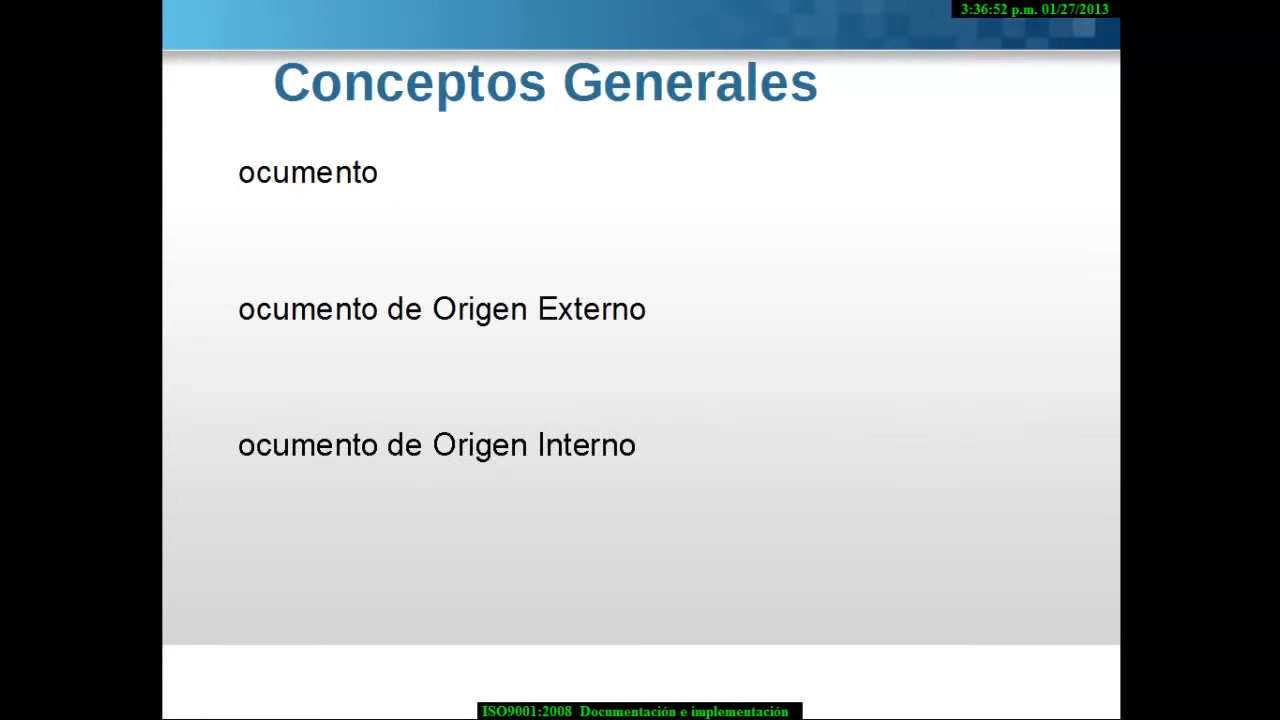 3:36:52 p.m. 01/27/2013
Conceptos Generales
ocumento
ocumento de Origen Externo
ocumento de Origen Interno
ISO9001:2008 Documentación e implementación